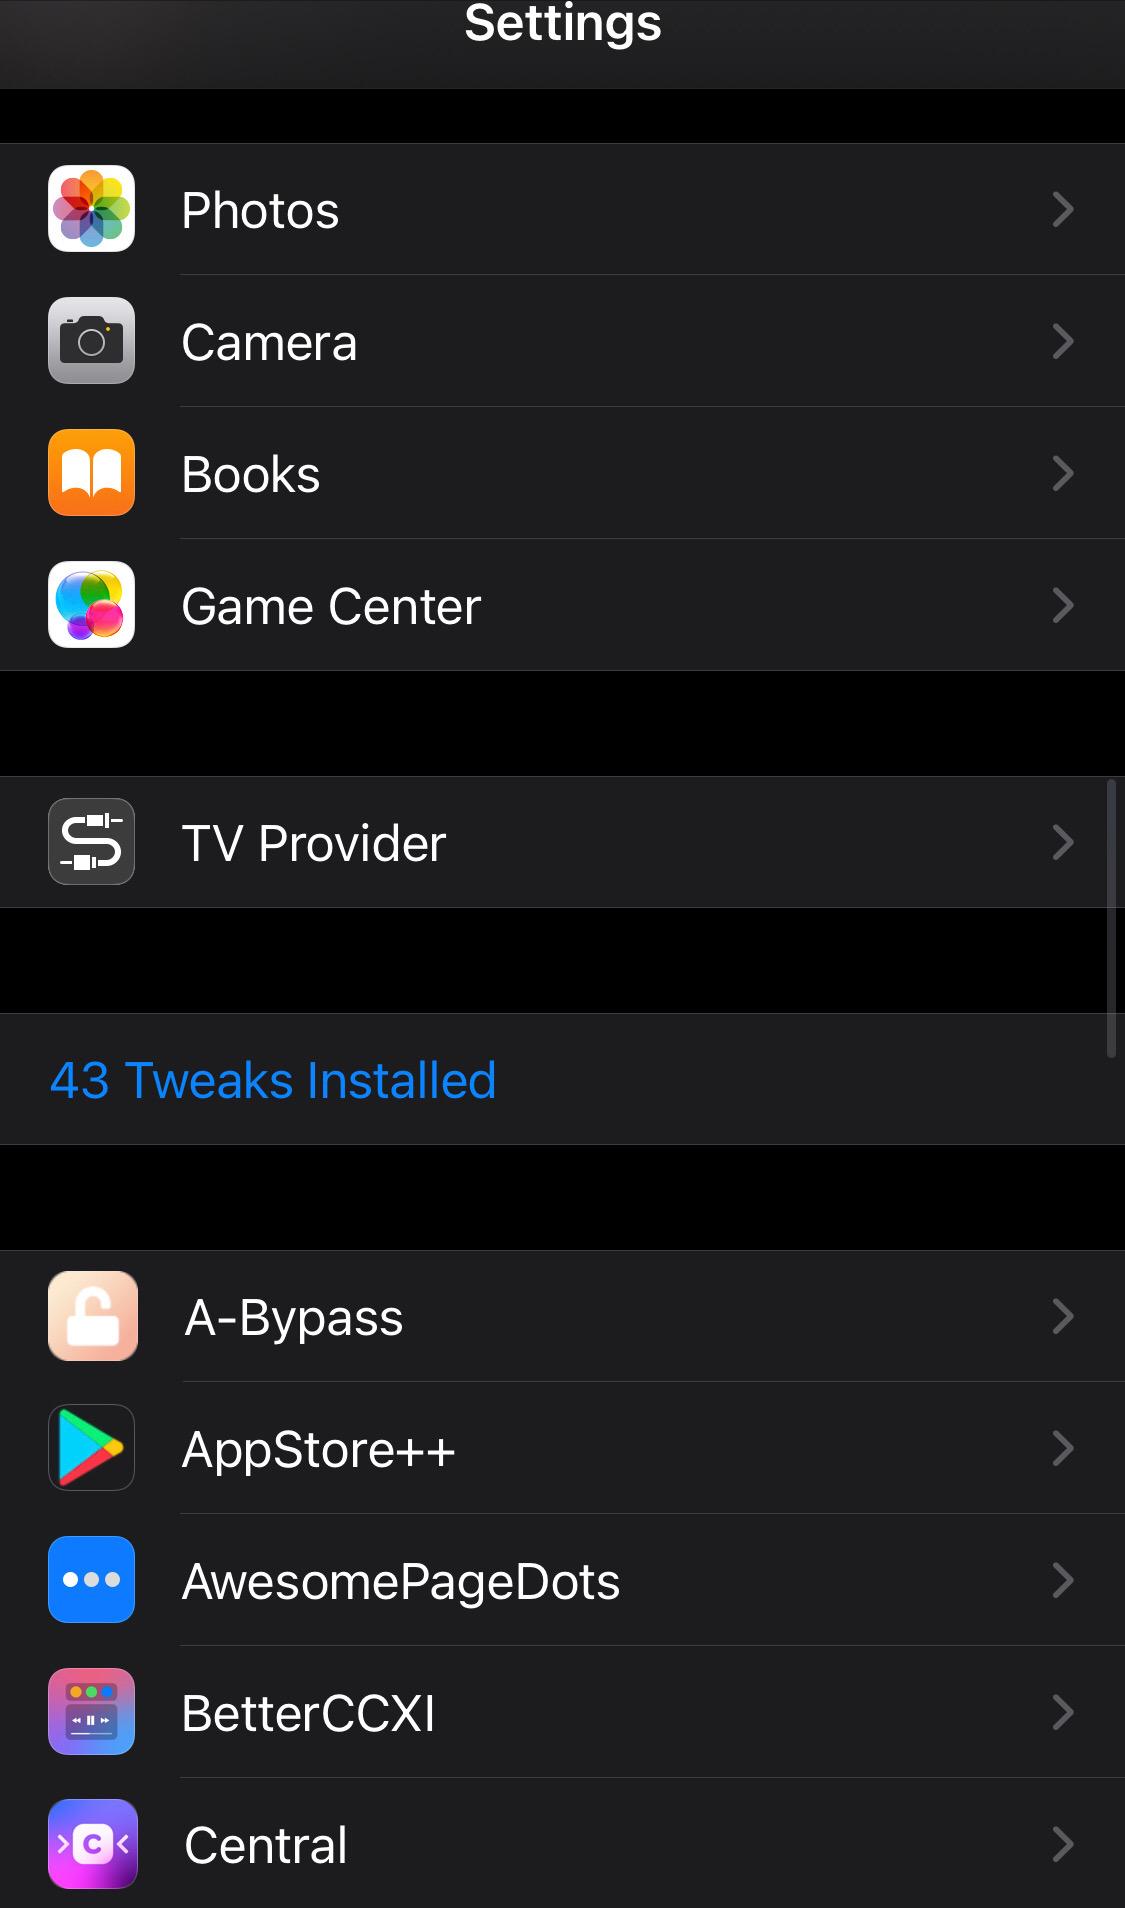 Settings
Photos
Camera
Books
Game Center
TV Provider
43 Tweaks Installed
A-Bypass
AppStore++
AwesomePageDots
BetterCCXI
C
Central